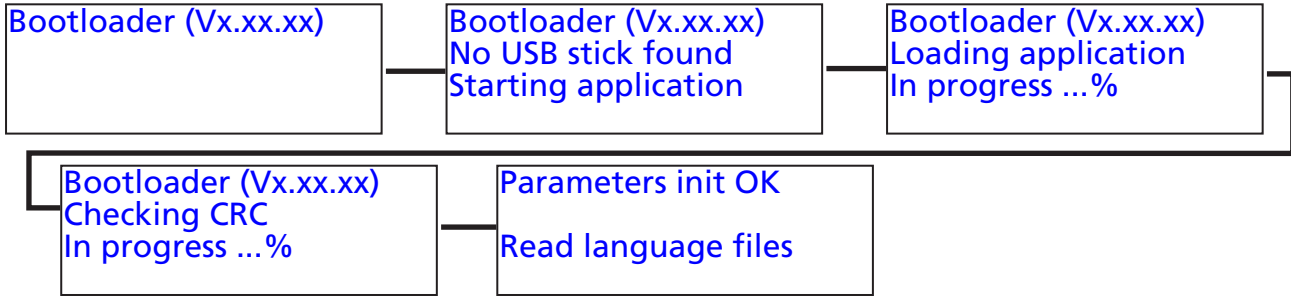 Bootloader (Vx.xx.xx)
Bootloader (Vx.xx.xx)
No USB stick found
Starting application
Bootloader (Vx.xx.xx)
Loading application
In progress ...%
Bootloader (Vx.xx.xx)
Checking CRC
In progress ...%
Parameters init OK
Read language files